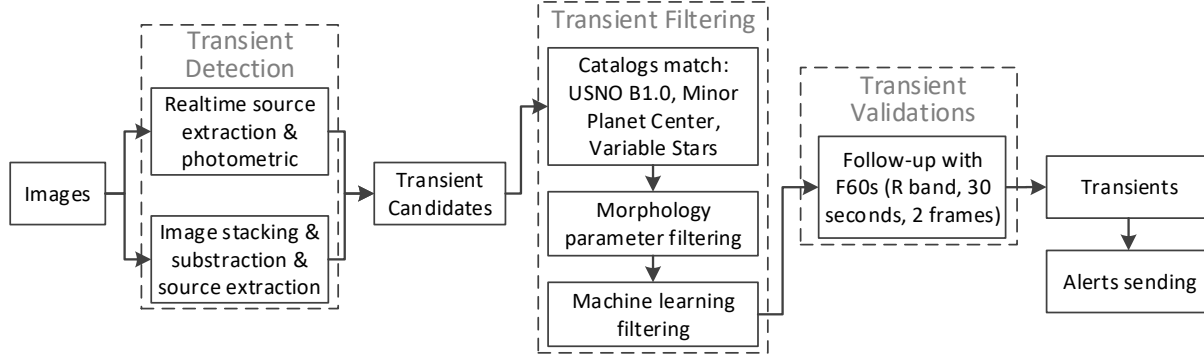 Images
Transient
Detection
Realtime source
extraction &
photometric
Image stacking &
substraction &
source extraction
Transient
Candidates
Transient Filtering
Catalogs match:
USNO B1.0, Minor
Planet Center,
Variable Stars
Morphology
parameter filtering
Machine learning
filtering
Transient
Validations
Follow-up with
F60s (R band, 30
seconds, 2 frames)
Transients
Alerts sending